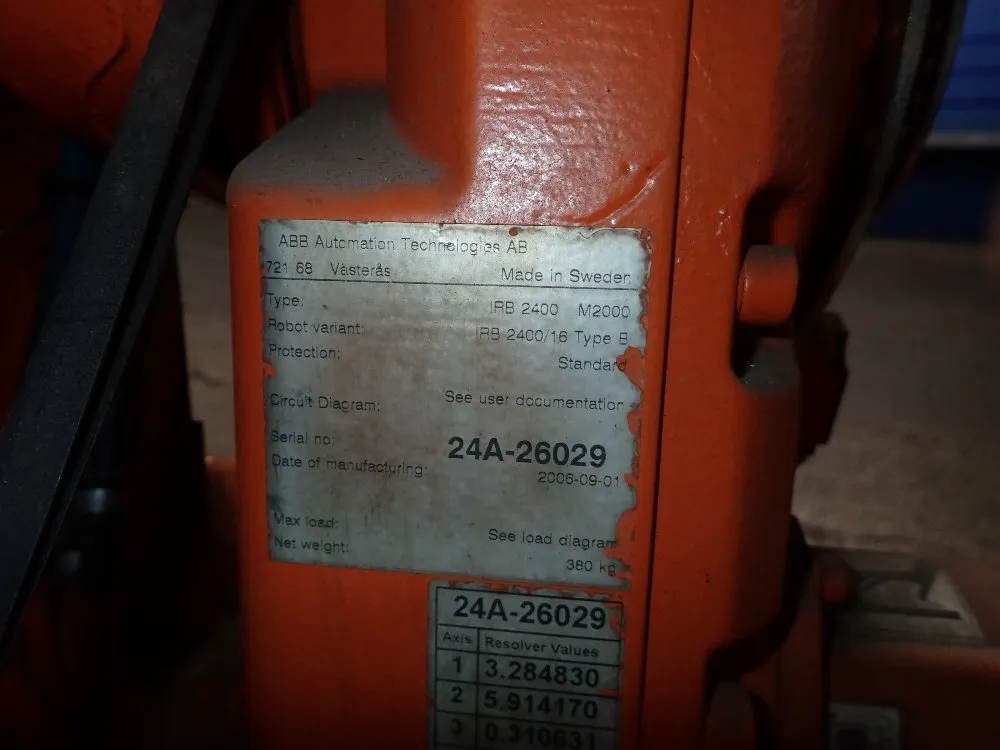 ABB Automation Technologies AB
721 68 Västerås Made in Sweden
Type: IRB 2400 M2000
Robot variant: IRB 2400/16 Type B
Protection: Standard
Circuit Diagram: See user documentation
Serial no: 24A-26029
Date of manufacturing: 2006-09-01
Max load: See load diagram
Net weight: 380 kg
24A-26029
Axis Resolver Values
1 3.284830
2 5.914170
3 0.310631